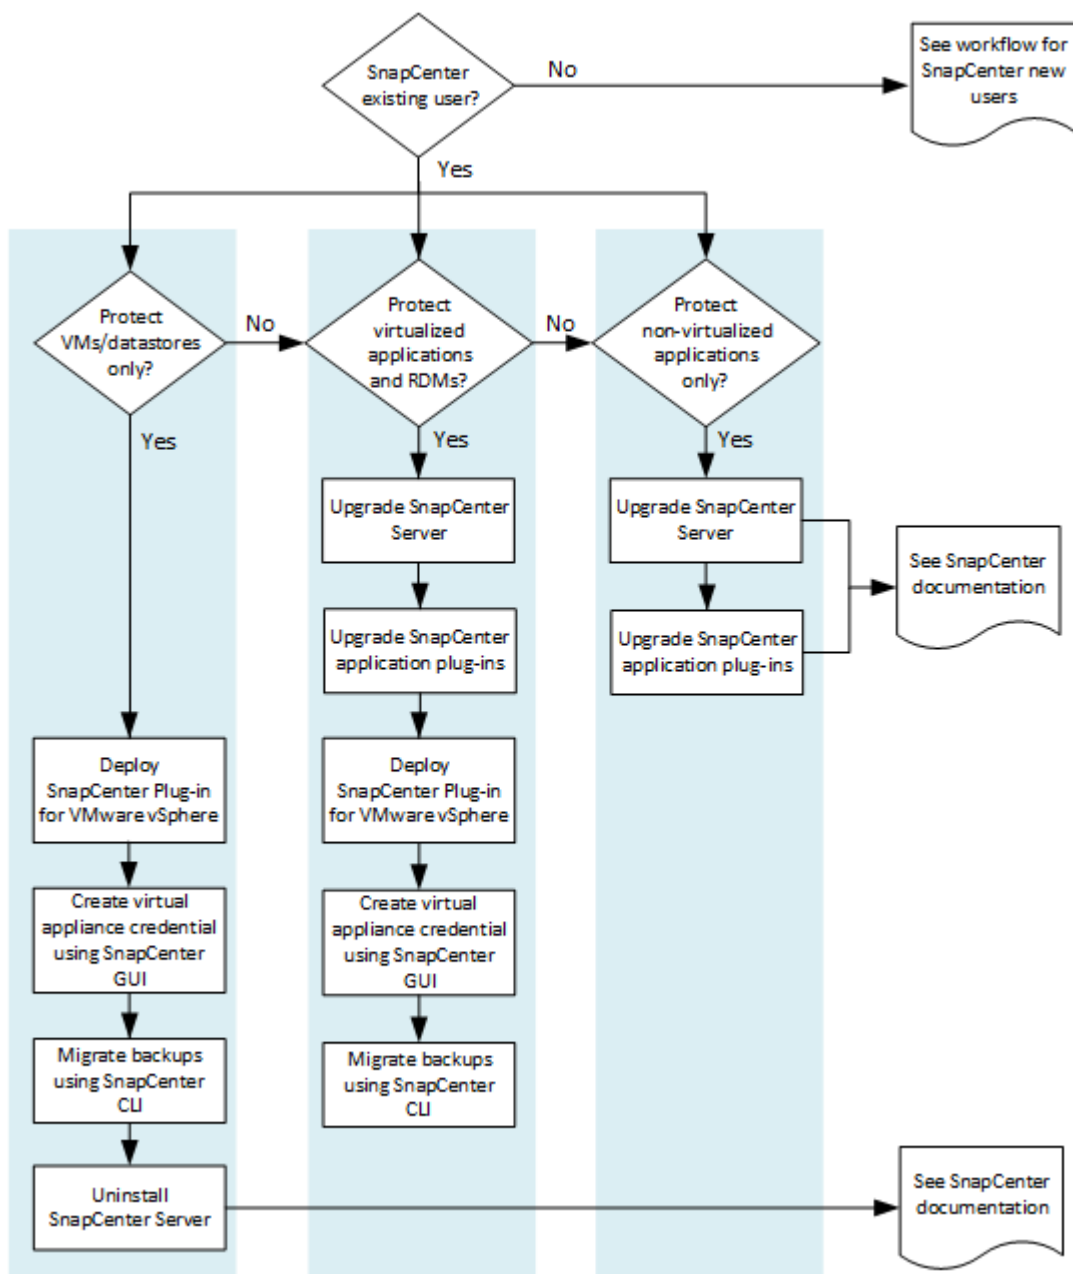 SnapCenter
existing user?
No
See workflow for
SnapCenter new
users
Yes
Protect
VMs/datastores
only?
No
Protect
virtualized
applications
and RDMs?
No
Protect
non-virtualized
applications
only?
Yes
Yes
Yes
Upgrade SnapCenter
Server
Upgrade SnapCenter
Server
See SnapCenter
documentation
Upgrade SnapCenter
application plug-ins
Upgrade SnapCenter
application plug-ins
Deploy
SnapCenter Plug-in
for VMware vSphere
Deploy
SnapCenter Plug-in
for VMware vSphere
Create virtual
appliance credential
using SnapCenter
GUI
Create virtual
appliance credential
using SnapCenter
GUI
Migrate backups
using SnapCenter
CLI
Migrate backups
using SnapCenter
CLI
Uninstall
SnapCenter Server
See SnapCenter
documentation